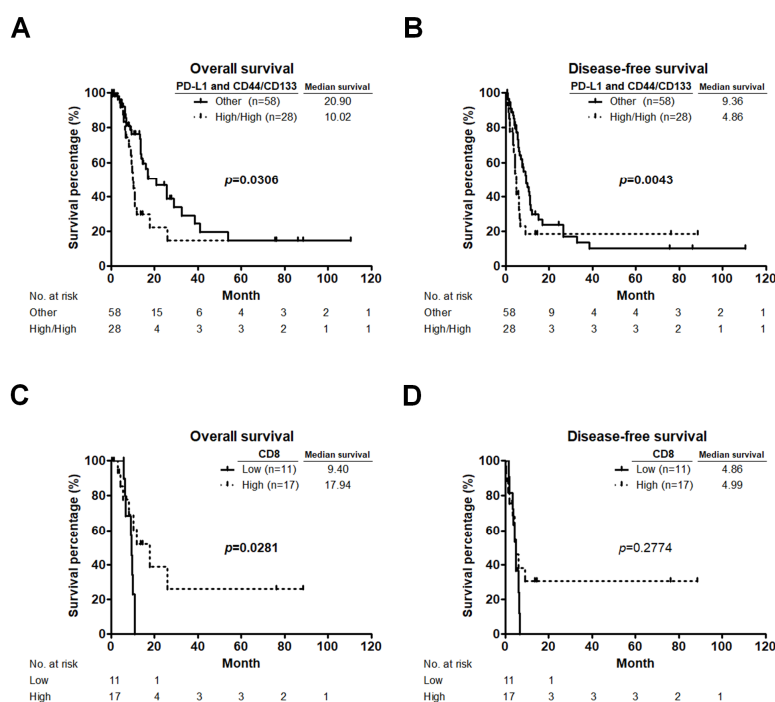 A
Overall survival
PD-L1 and CD44/CD133 Median survival
Other (n=58) 20.90
High/High (n=28) 10.02
p=0.0306
Survival percentage (%)
100
80
60
40
20
0
0 20 40 60 80 100 120
Month
No. at risk
Other 58 15 6 4 3 2 1
High/High 28 4 3 3 2 1 1
B
Disease-free survival
PD-L1 and CD44/CD133 Median survival
Other (n=58) 9.36
High/High (n=28) 4.86
p=0.0043
Survival percentage (%)
100
80
60
40
20
0
0 20 40 60 80 100 120
Month
No. at risk
Other 58 9 4 4 3 2 1
High/High 28 3 3 3 2 1 1
C
Overall survival
CD8 Median survival
Low (n=11) 9.40
High (n=17) 17.94
p=0.0281
Survival percentage (%)
100
80
60
40
20
0
0 20 40 60 80 100 120
Month
No. at risk
Low 11 1
High 17 4 3 3 2 1
D
Disease-free survival
CD8 Median survival
Low (n=11) 4.86
High (n=17) 4.99
p=0.2774
Survival percentage (%)
100
80
60
40
20
0
0 20 40 60 80 100 120
Month
No. at risk
Low 11 1
High 17 3 3 3 2 1